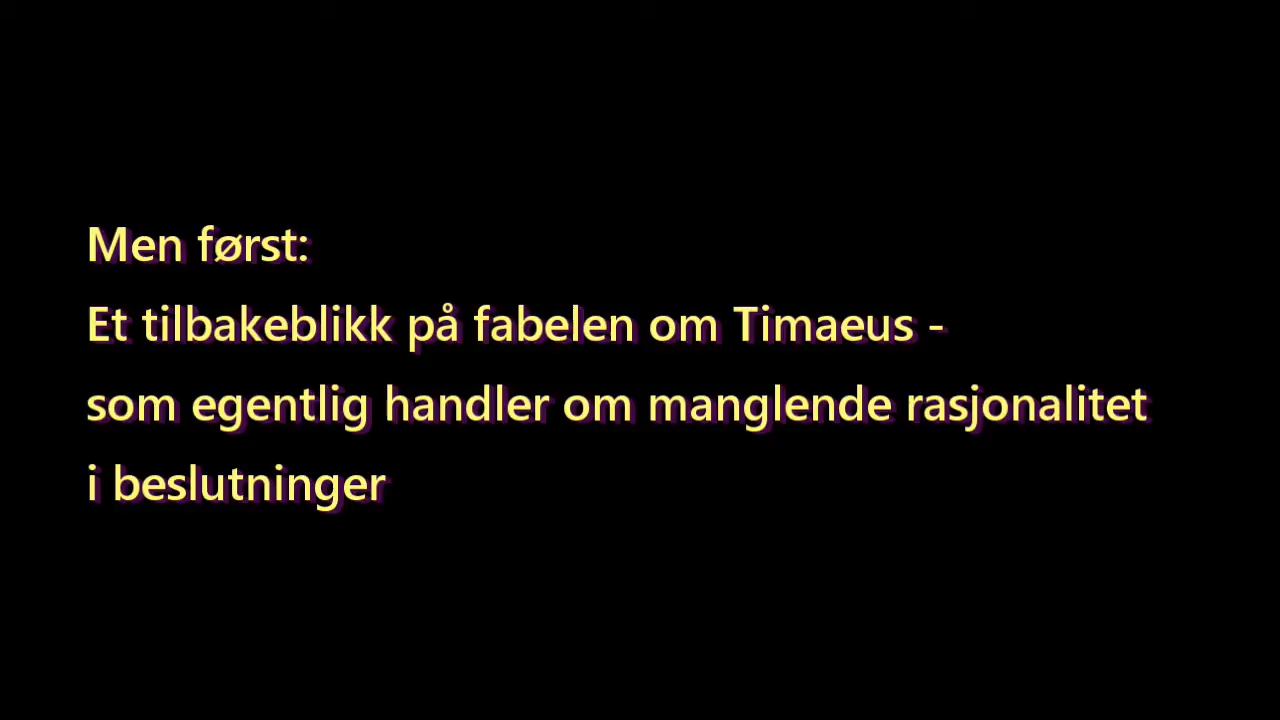 Men først:
Et tilbakeblikk på fabelen om Timaeus -
som egentlig handler om manglende rasjonalitet
i beslutninger